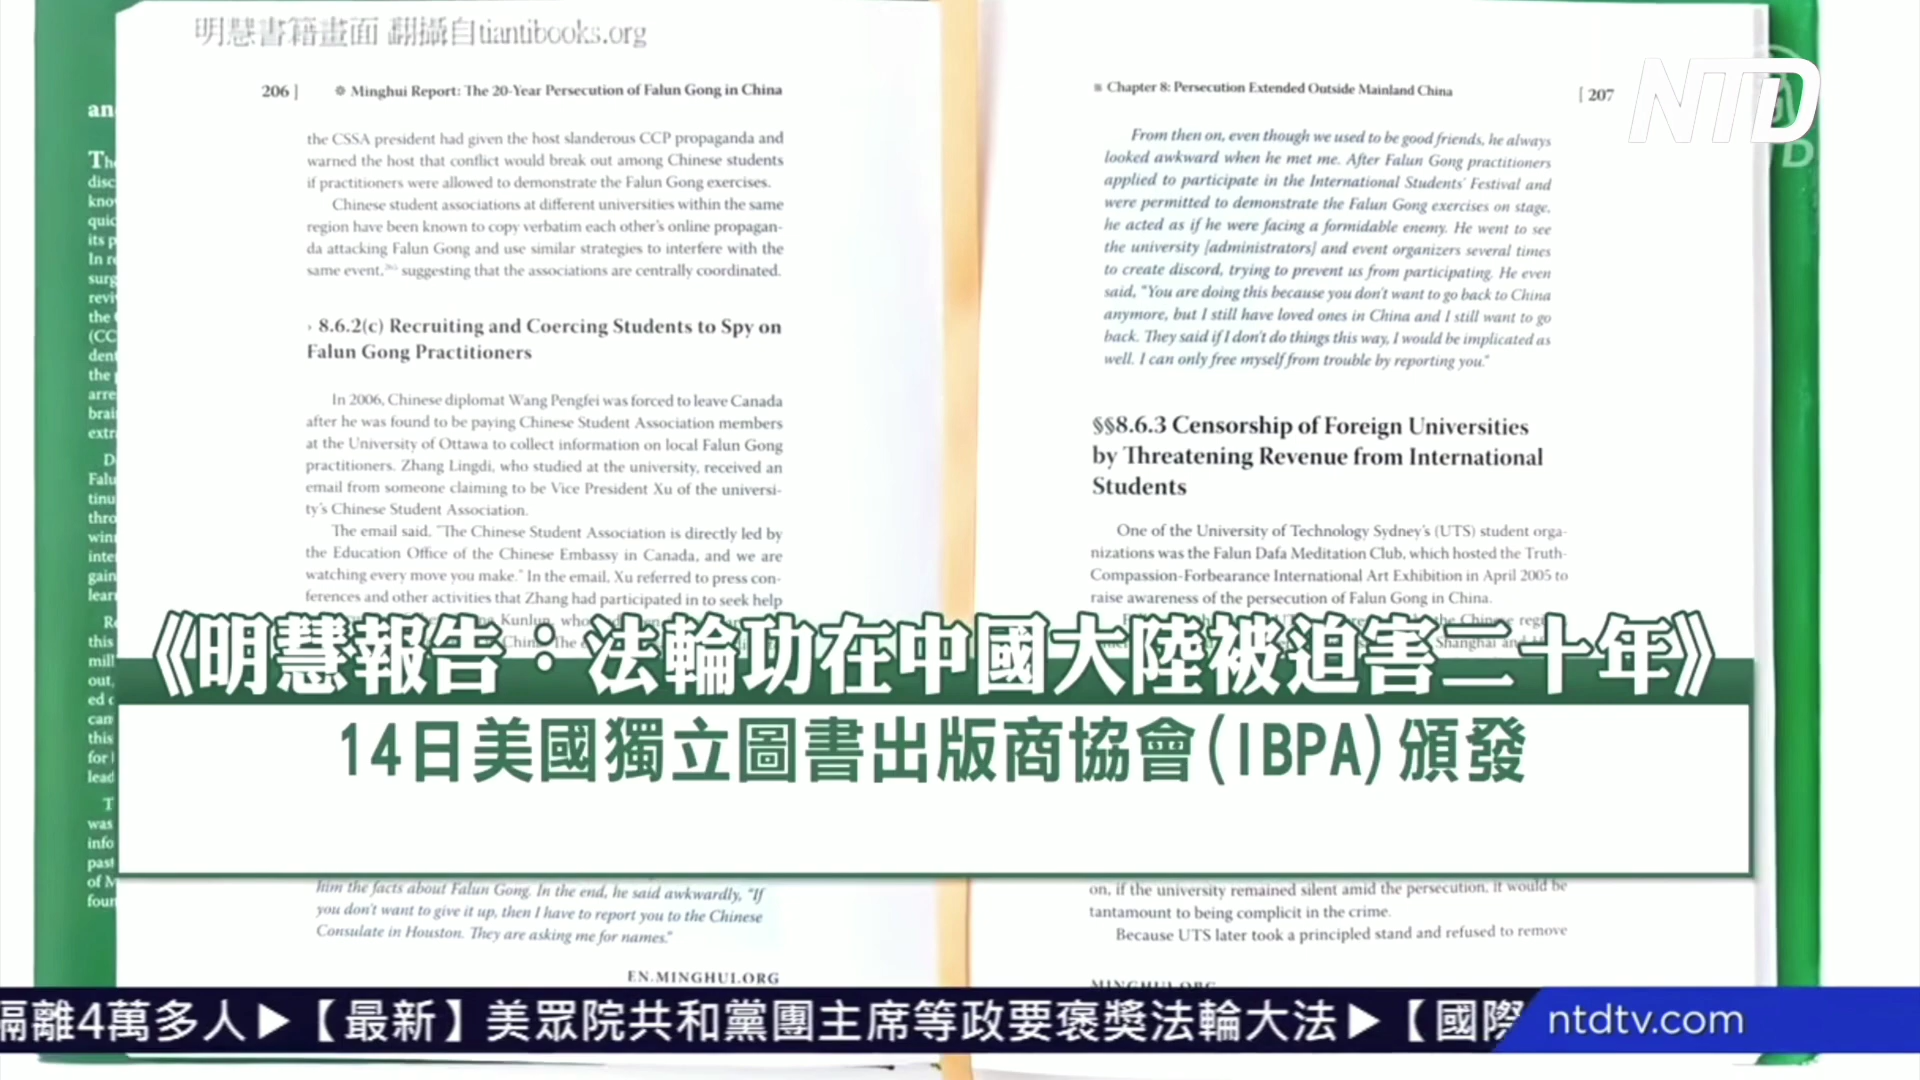 明慧書籍畫面 翻攝自tiantibooks.org
NTD
206 | ❊ Minghui Report: The 20-Year Persecution of Falun Gong in China
the CSSA president had given the host slanderous CCP propaganda and
warned the host that conflict would break out among Chinese students
if practitioners were allowed to demonstrate the Falun Gong exercises.
Chinese student associations at different universities within the same
region have been known to copy verbatim each other's online propagan-
da attacking Falun Gong and use similar strategies to interfere with the
same event, suggesting that the associations are centrally coordinated.
› 8.6.2(c) Recruiting and Coercing Students to Spy on
Falun Gong Practitioners
In 2006, Chinese diplomat Wang Pengfei was forced to leave Canada
after he was found to be paying Chinese Student Association members
at the University of Ottawa to collect information on local Falun Gong
practitioners. Zhang Lingdi, who studied at the university, received an
email from someone claiming to be Vice President Xu of the universi-
ty's Chinese Student Association.
The email said, "The Chinese Student Association is directly led by
the Education Office of the Chinese Embassy in Canada, and we are
watching every move you make." In the email, Xu referred to press con-
ferences and other activities that Zhang had participated in to seek help
him the facts about Falun Gong. In the end, he said awkwardly, "If
you don't want to give it up, then I have to report you to the Chinese
Consulate in Houston. They are asking me for names."
EN.MINGHUI.ORG
Chapter 8: Persecution Extended Outside Mainland China | 207
From then on, even though we used to be good friends, he always
looked awkward when he met me. After Falun Gong practitioners
applied to participate in the International Students' Festival and
were permitted to demonstrate the Falun Gong exercises on stage,
he acted as if he were facing a formidable enemy. He went to see
the university [administrators] and event organizers several times
to create discord, trying to prevent us from participating. He even
said, "You are doing this because you don't want to go back to China
anymore, but I still have loved ones in China and I still want to go
back. They said if I don't do things this way, I would be implicated as
well. I can only free myself from trouble by reporting you."
§§8.6.3 Censorship of Foreign Universities
by Threatening Revenue from International
Students
One of the University of Technology Sydney's (UTS) student orga-
nizations was the Falun Dafa Meditation Club, which hosted the Truth-
Compassion-Forbearance International Art Exhibition in April 2005 to
raise awareness of the persecution of Falun Gong in China.
on, if the university remained silent amid the persecution, it would be
tantamount to being complicit in the crime.
Because UTS later took a principled stand and refused to remove
《明慧報告：法輪功在中國大陸被迫害二十年》
14日美國獨立圖書出版商協會(IBPA)頒發
隔離4萬多人▶【最新】美眾院共和黨團主席等政要褒獎法輪大法▶【國際
ntdtv.com